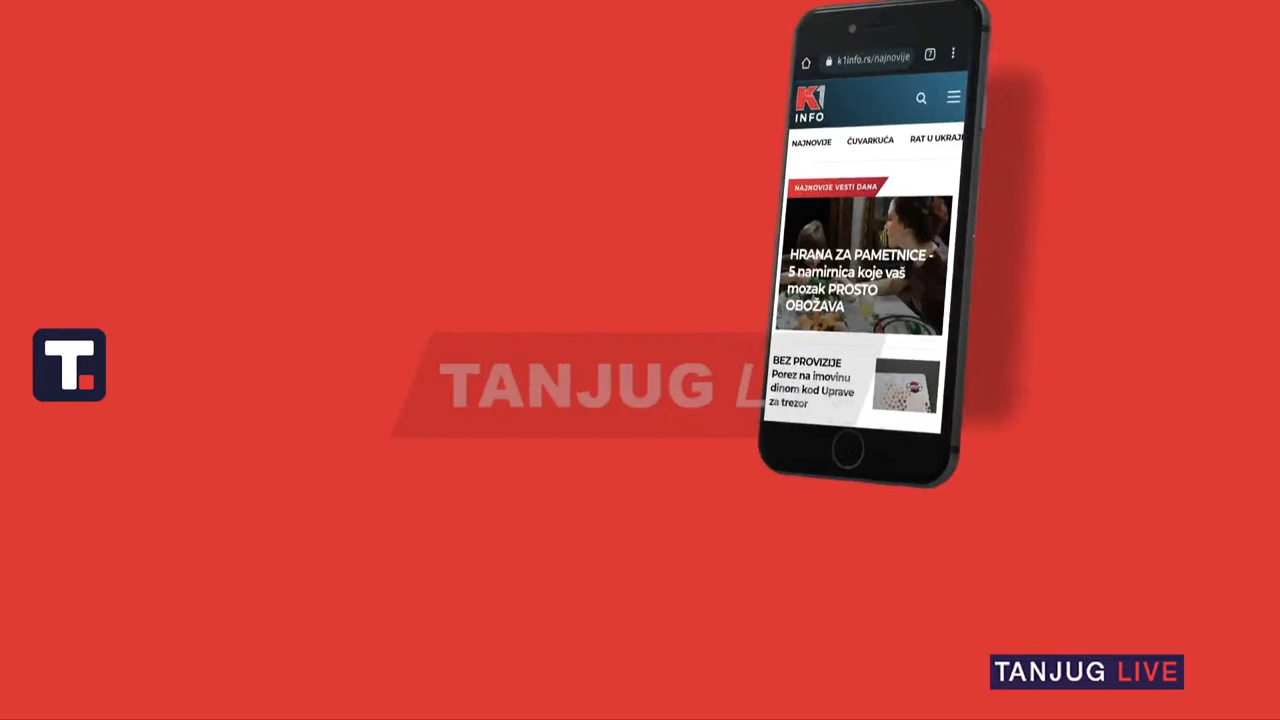 k1info.rs/najnovije
7
K1
INFO
NAJNOVIJE ČUVARKUĆA RAT U UKRAJI
NAJNOVIJE VESTI DANA
HRANA ZA PAMETNICE -
5 namirnica koje vaš
mozak PROSTO
OBOŽAVA
BEZ PROVIZIJE
Porez na imovinu
dinom kod Uprave
za trezor
T.
TANJUG L
TANJUG LIVE